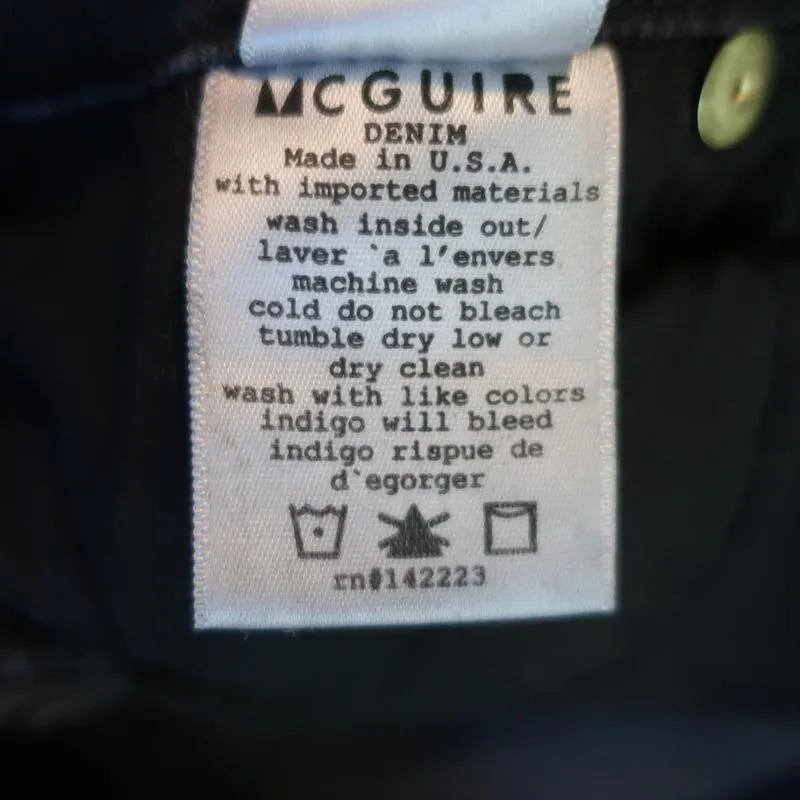 MCGUIRE
DENIM
Made in U.S.A.
with imported materials
wash inside out/
laver `a l'envers
machine wash
cold do not bleach
tumble dry low or
dry clean
wash with like colors
indigo will bleed
indigo rispue de
d`egorger
rn#142223